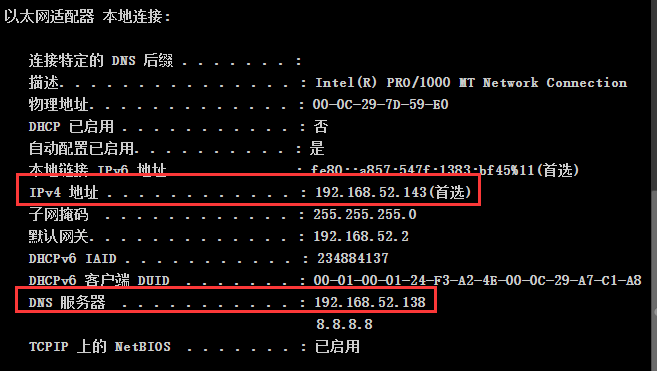 以太网适配器 本地连接:
连接特定的 DNS 后缀 . . . . . . . :
描述. . . . . . . . . . . . . . . : Intel(R) PRO/1000 MT Network Connection
物理地址. . . . . . . . . . . . . : 00-0C-29-7D-59-E0
DHCP 已启用 . . . . . . . . . . . : 否
自动配置已启用. . . . . . . . . . : 是
本地链接 IPv6 地址. . . . . . . . : fe80::a857:547f:1383:bf45%11(首选)
IPv4 地址 . . . . . . . . . . . . : 192.168.52.143(首选)
子网掩码 . . . . . . . . . . . . : 255.255.255.0
默认网关. . . . . . . . . . . . . : 192.168.52.2
DHCPv6 IAID . . . . . . . . . . . : 234884137
DHCPv6 客户端 DUID . . . . . . . : 00-01-00-01-24-F3-A2-4E-00-0C-29-A7-C1-A8
DNS 服务器 . . . . . . . . . . . : 192.168.52.138
8.8.8.8
TCPIP 上的 NetBIOS . . . . . . . : 已启用